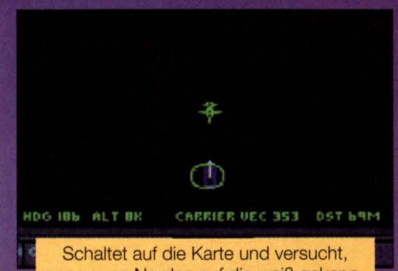 HDG 186 ALT 8K CARRIER VEC 353 DST 69M
Schaltet auf die Karte und versucht,